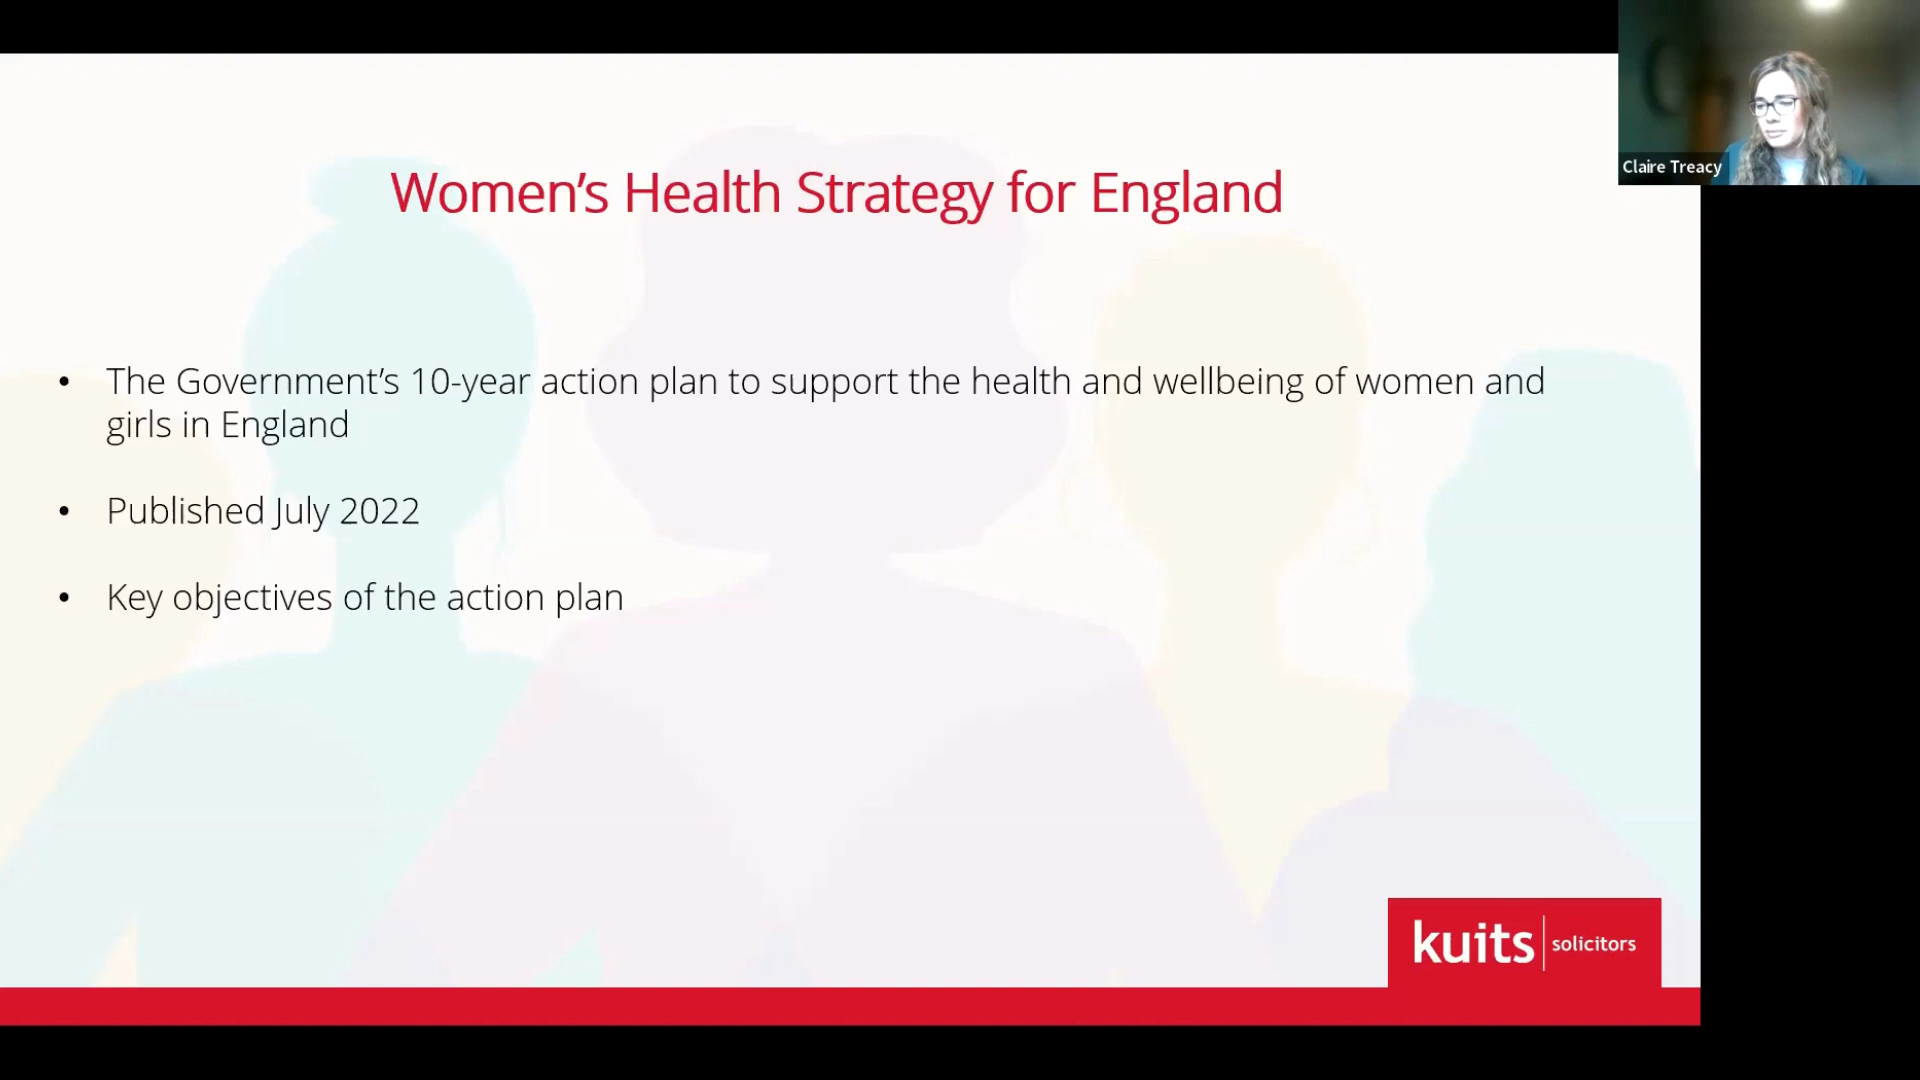 Claire Treacy
Women’s Health Strategy for England
• The Government’s 10-year action plan to support the health and wellbeing of women and
girls in England
• Published July 2022
• Key objectives of the action plan
kuits solicitors